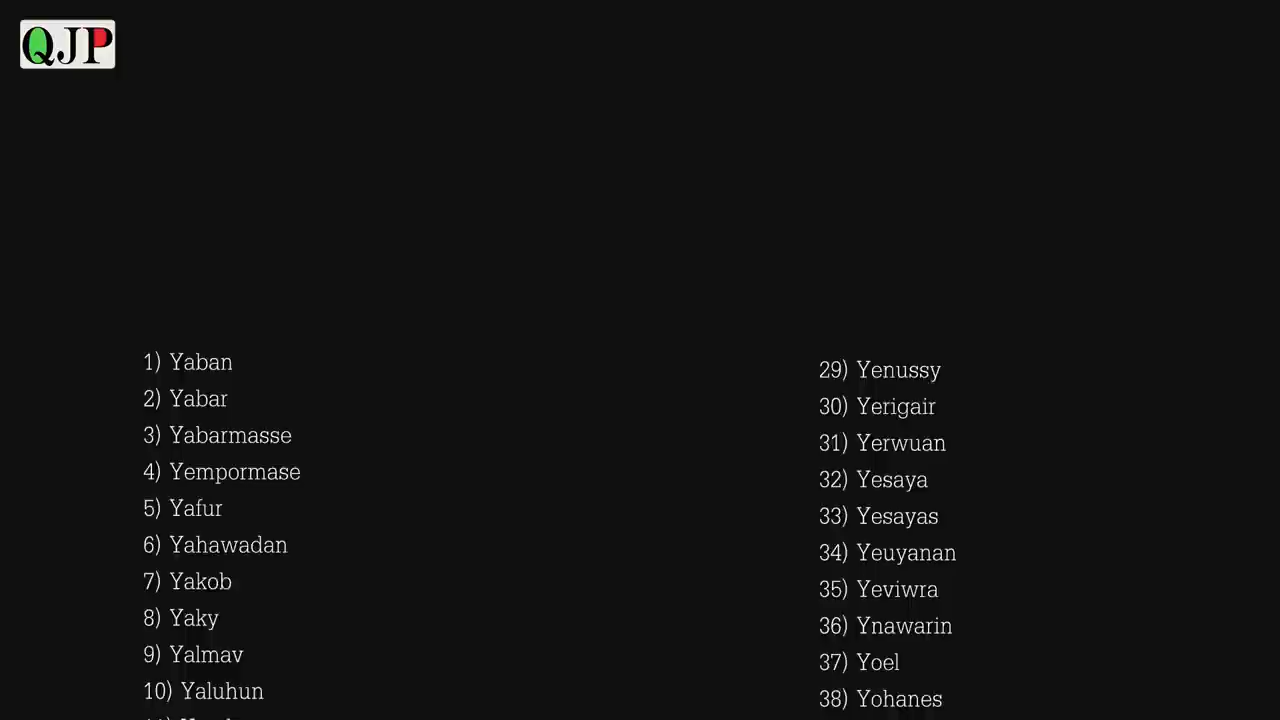 QJP
1) Yaban
2) Yabar
3) Yabarmasse
4) Yempormase
5) Yafur
6) Yahawadan
7) Yakob
8) Yaky
9) Yalmav
10) Yaluhun
29) Yenussy
30) Yerigair
31) Yerwuan
32) Yesaya
33) Yesayas
34) Yeuyanan
35) Yeviwra
36) Ynawarin
37) Yoel
38) Yohanes